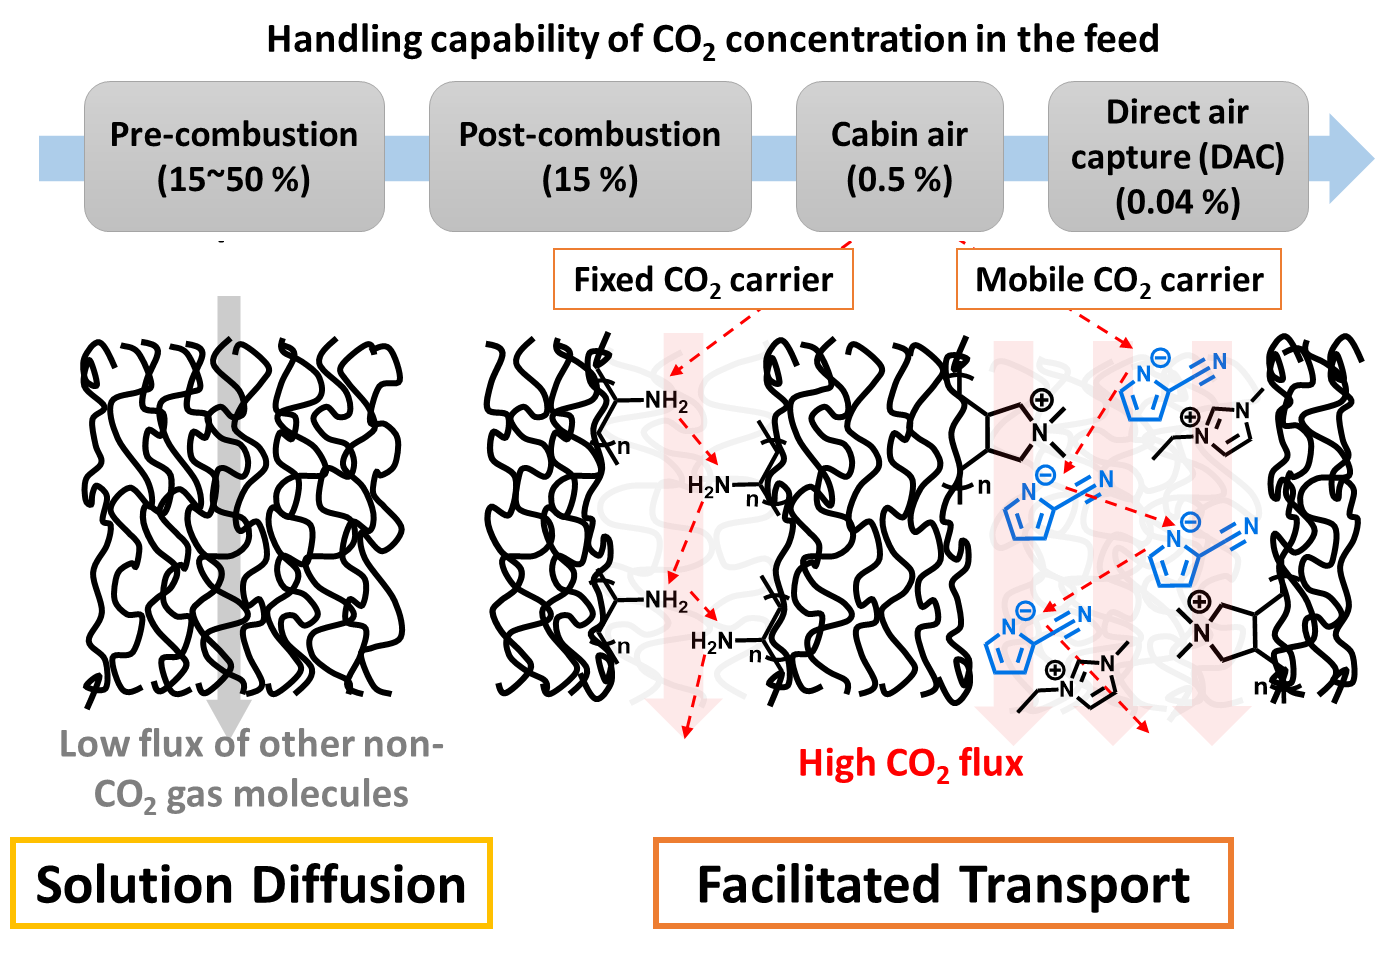 Handling capability of CO₂ concentration in the feed
Pre-combustion
(15~50 %)
Post-combustion
(15 %)
Cabin air
(0.5 %)
Direct air
capture (DAC)
(0.04 %)
Fixed CO₂ carrier
Mobile CO₂ carrier
NH₂
n
H₂N
n
NH₂
n
H₂N
n
N
n
N
N
N
N
N
N
N
N
N
N
N
N
N
n
Low flux of other non-
CO₂ gas molecules
High CO₂ flux
Solution Diffusion
Facilitated Transport